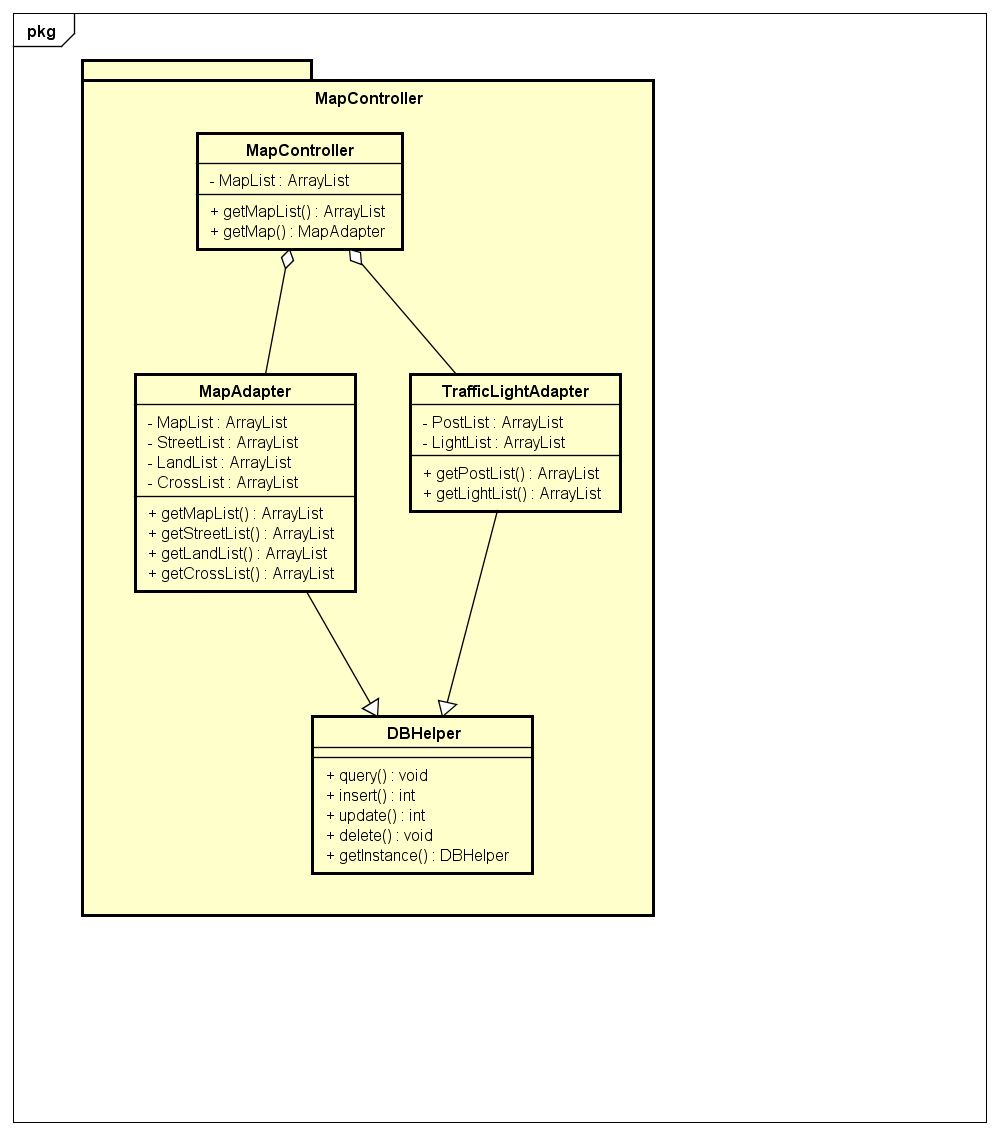 pkg
MapController
MapController
- MapList : ArrayList
+ getMapList() : ArrayList
+ getMap() : MapAdapter
MapAdapter
- MapList : ArrayList
- StreetList : ArrayList
- LandList : ArrayList
- CrossList : ArrayList
+ getMapList() : ArrayList
+ getStreetList() : ArrayList
+ getLandList() : ArrayList
+ getCrossList() : ArrayList
TrafficLightAdapter
- PostList : ArrayList
- LightList : ArrayList
+ getPostList() : ArrayList
+ getLightList() : ArrayList
DBHelper
+ query() : void
+ insert() : int
+ update() : int
+ delete() : void
+ getInstance() : DBHelper